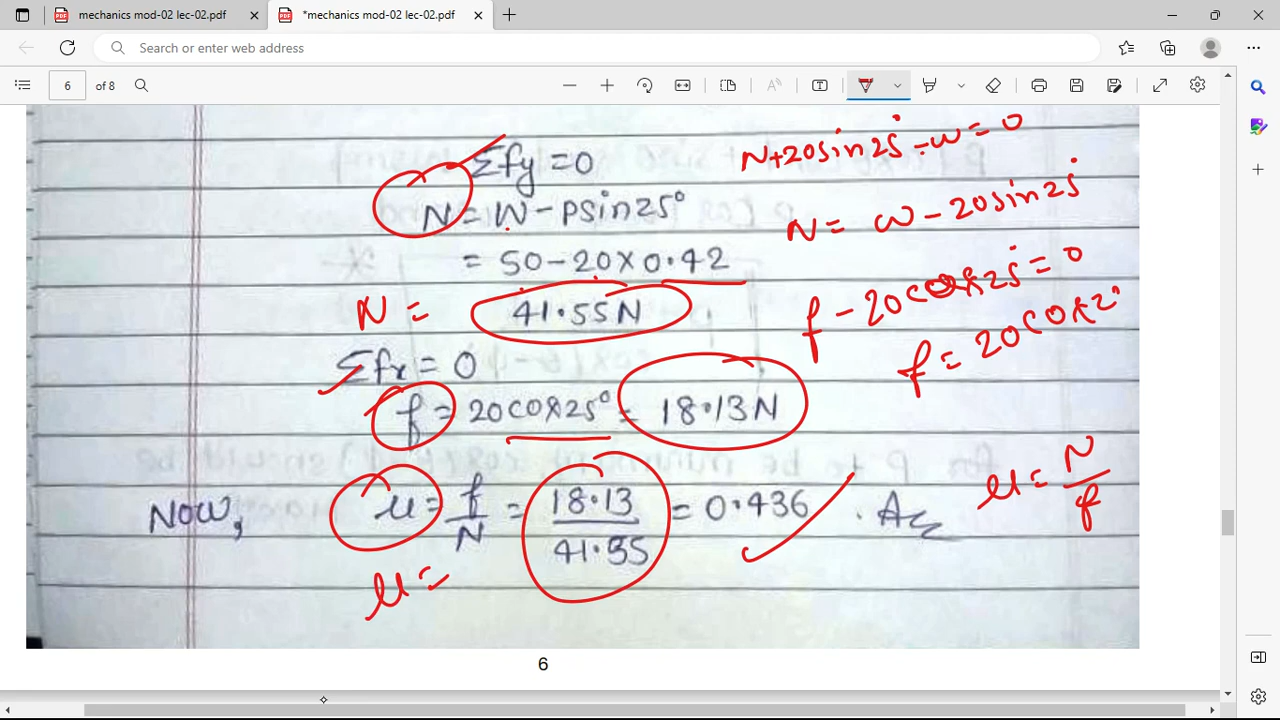 mechanics mod-02 lec-02.pdf
*mechanics mod-02 lec-02.pdf
Search or enter web address
6 of 8
Σfy = 0
N+20sin25°-w=0
N = W - Psin25°
N = w - 20sin25°
= 50 - 20 × 0.42
f - 20cos25° = 0
N = 41.55N
f = 20cos2
Σfx = 0
f = 20cos25° = 18.13N
μ = N/f
Now, μ = f/N = 18.13/41.55 = 0.436 . Ans
μ =
6